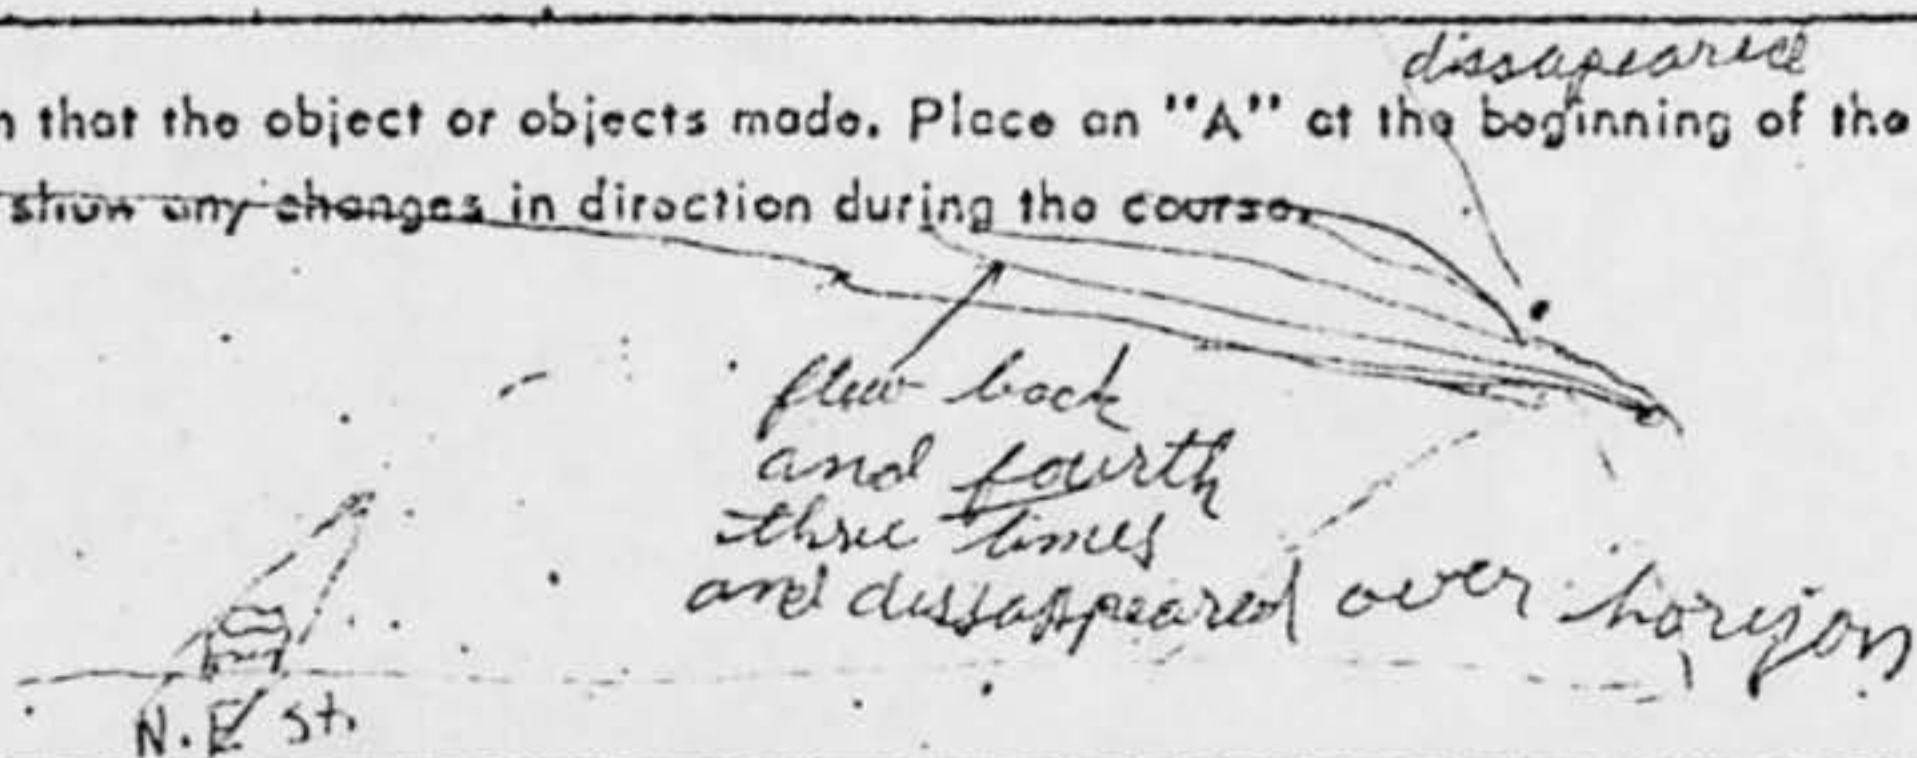 dissapeared
n that the object or objects made. Place an "A" at the beginning of the
show any changes in direction during the course.
flew back
and fourth
three times
and dissappeared over horizon
N.E St.